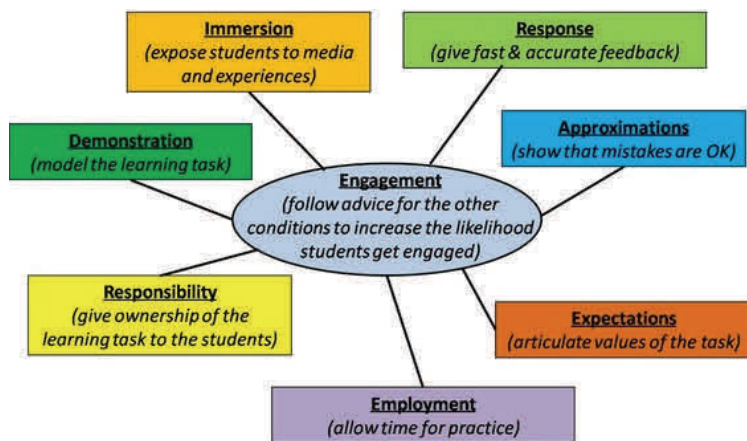 Immersion
(expose students to media
and experiences)
Response
(give fast & accurate feedback)
Demonstration
(model the learning task)
Approximations
(show that mistakes are OK)
Engagement
(follow advice for the other
conditions to increase the likelihood
students get engaged)
Responsibility
(give ownership of the
learning task to the students)
Expectations
(articulate values of the task)
Employment
(allow time for practice)